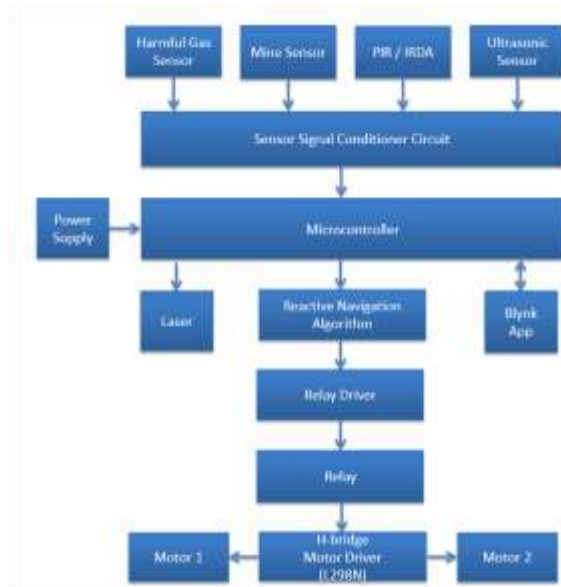 Harmful Gas
Sensor
Mine Sensor
PIR / IRDA
Ultrasonic
Sensor
Sensor Signal Conditioner Circuit
Power
Supply
Microcontroller
Laser
Reactive Navigation
Algorithm
Blynk
App
Relay Driver
Relay
Motor 1
H-bridge
Motor Driver
(L298N)
Motor 2